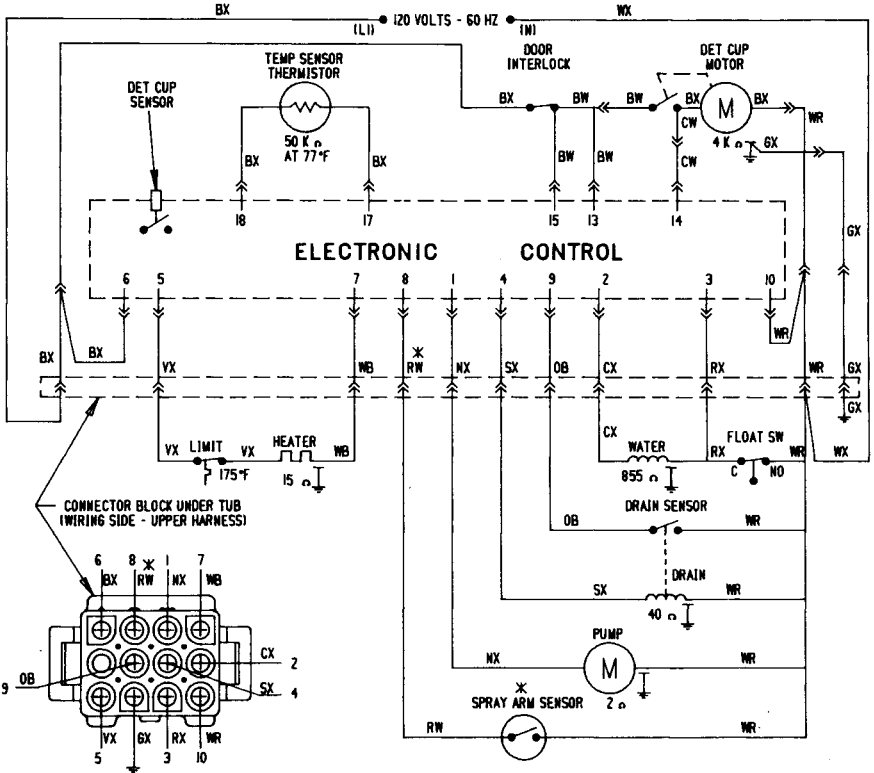 BX
(L1) 120 VOLTS - 60 HZ (N)
WX
DOOR
INTERLOCK
DET CUP
MOTOR
TEMP SENSOR
THERMISTOR
DET CUP
SENSOR
BX BW BW BX M BX
WR
50 K Ω
AT 77°F
CW
4 K Ω GX
BX BX BW BW CW
18 17 15 13 14
GX
ELECTRONIC CONTROL
6 5 7 8 1 4 9 2 3 10
WR
BX BX VX WB RW NX SX OB CX RX WR GX
GX
CX
VX LIMIT VX HEATER WB
175°F
15 Ω
WATER
855 Ω
RX FLOAT SW WR WX
C NO
CONNECTOR BLOCK UNDER TUB
(WIRING SIDE - UPPER HARNESS)
OB DRAIN SENSOR WR
SX DRAIN WR
40 Ω
6 8 1 7
BX RW NX WB
PUMP
NX M WR
2 Ω
CX 2
9 OB
SX 4
SPRAY ARM SENSOR
RW WR
VX GX RX WR
5 3 10